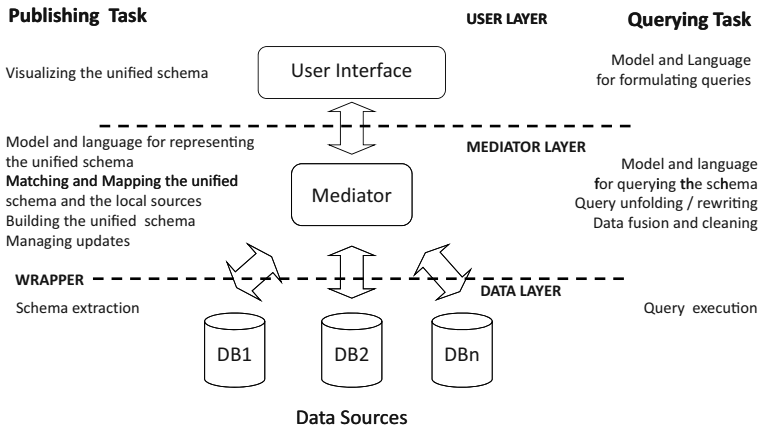 Publishing Task
USER LAYER
Querying Task
Visualizing the unified schema
User Interface
Model and Language
for formulating queries
Model and language for representing
the unified schema
Matching and Mapping the unified
schema and the local sources
Building the unified schema
Managing updates
MEDIATOR LAYER
Mediator
Model and language
for querying the schema
Query unfolding / rewriting
Data fusion and cleaning
WRAPPER
DATA LAYER
Schema extraction
Query execution
DB1
DB2
DBn
Data Sources